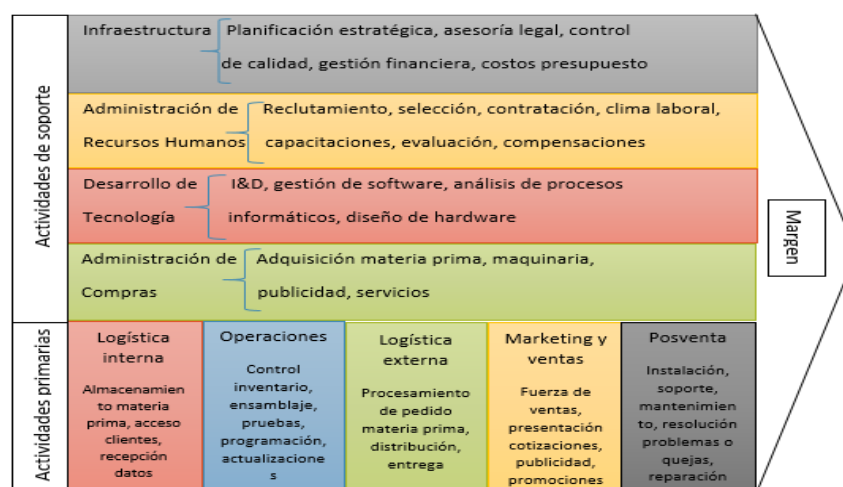 Actividades de soporte
Infraestructura
Planificación estratégica, asesoría legal, control
de calidad, gestión financiera, costos presupuesto
Administración de
Recursos Humanos
Reclutamiento, selección, contratación, clima laboral,
capacitaciones, evaluación, compensaciones
Desarrollo de
Tecnología
I&D, gestión de software, análisis de procesos
informáticos, diseño de hardware
Administración de
Compras
Adquisición materia prima, maquinaria,
publicidad, servicios
Margen
Actividades primarias
Logística
interna
Almacenamien
to materia
prima, acceso
clientes,
recepción
datos
Operaciones
Control
inventario,
ensamblaje,
pruebas,
programación,
actualizacione
s
Logística
externa
Procesamiento
de pedido
materia prima,
distribución,
entrega
Marketing y
ventas
Fuerza de
ventas,
presentación
cotizaciones,
publicidad,
promociones
Posventa
Instalación,
soporte,
mantenimien
to, resolución
problemas o
quejas,
reparación